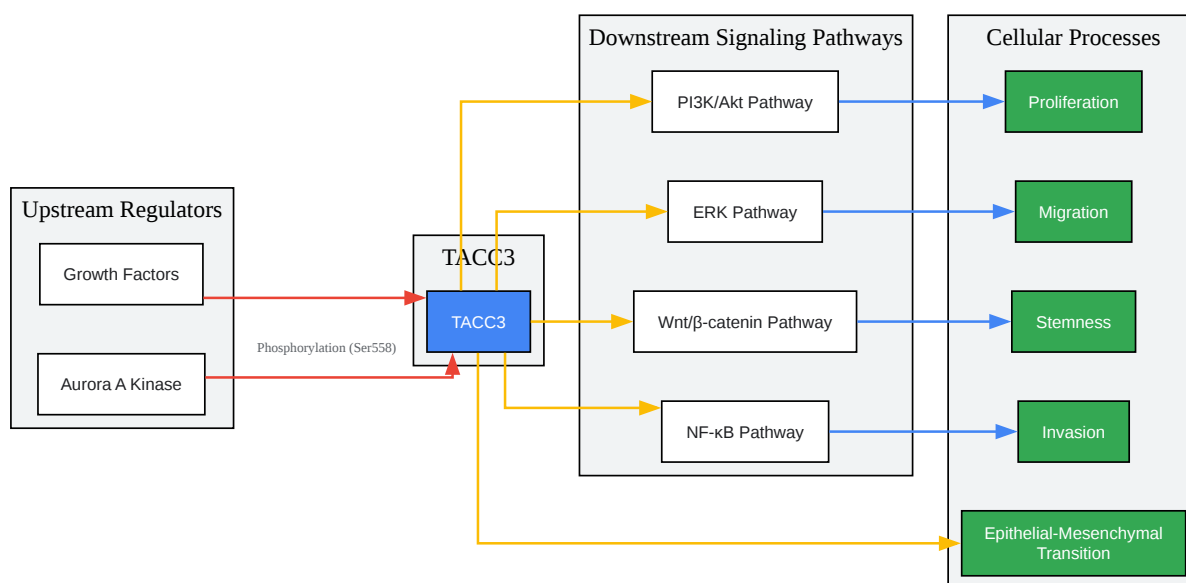 Upstream Regulators
Growth Factors
Aurora A Kinase
Phosphorylation (Ser558)
TACC3
TACC3
Downstream Signaling Pathways
PI3K/Akt Pathway
ERK Pathway
Wnt/β-catenin Pathway
NF-κB Pathway
Cellular Processes
Proliferation
Migration
Stemness
Invasion
Epithelial-Mesenchymal
Transition